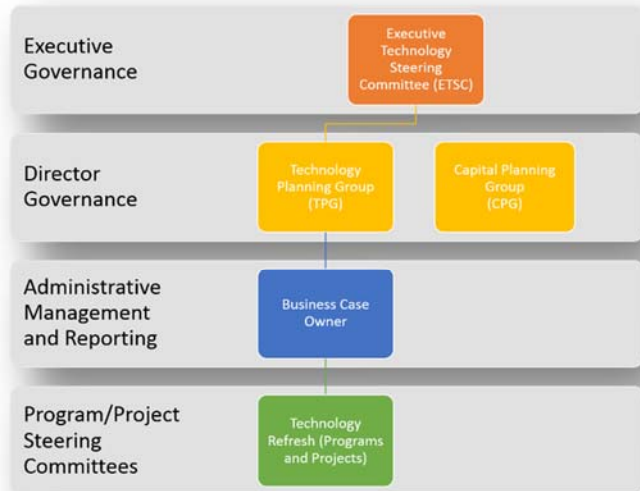 Executive
Governance
Executive
Technology
Steering
Committee (ETSC)
Director
Governance
Technology
Planning Group
(TPG)
Capital Planning
Group
(CPG)
Administrative
Management
and Reporting
Business Case
Owner
Program/Project
Steering
Committees
Technology
Refresh (Programs
and Projects)